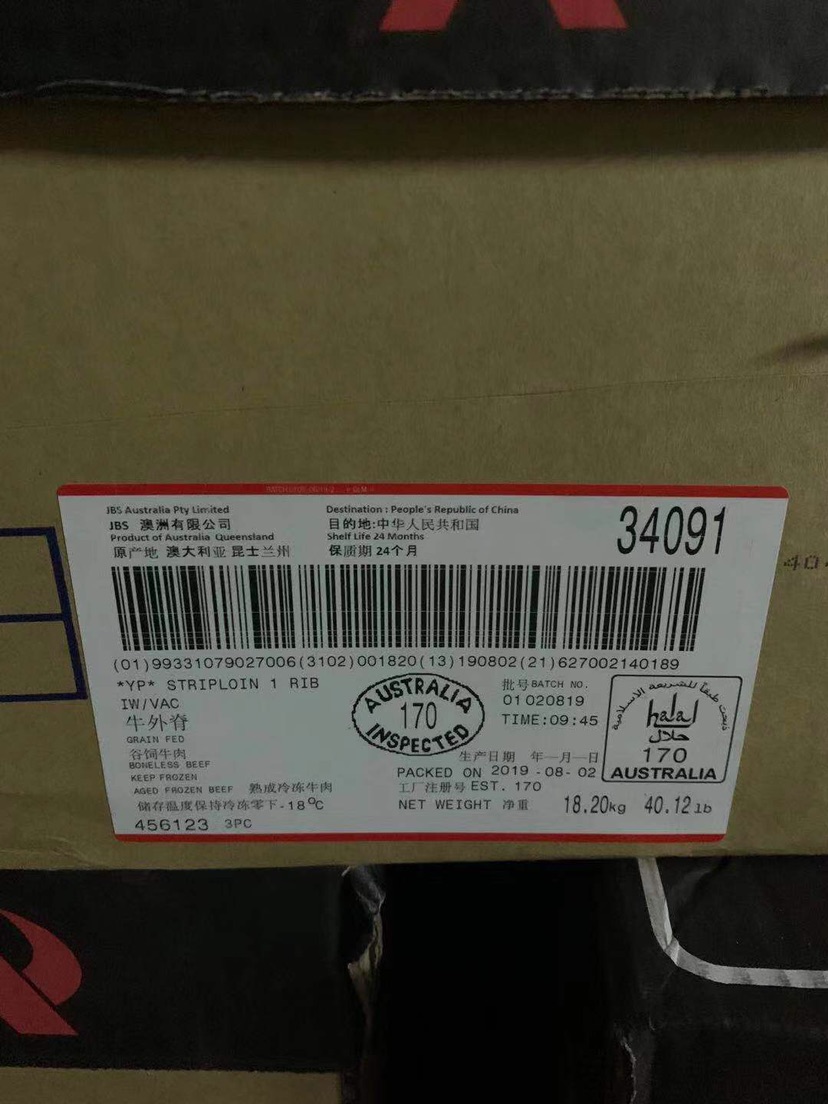 JBS Australia Pty Limited
JBS 澳洲有限公司
Product of Australia Queensland
原产地 澳大利亚 昆士兰州
Destination : People's Republic of China
目的地:中华人民共和国
Shelf Life 24 Months
保质期 24个月
34091
(01)99331079027006(3102)001820(13)190802(21)627002140189
*YP* STRIPLOIN 1 RIB
IW/VAC
牛外脊
GRAIN FED
谷饲牛肉
BONELESS BEEF
KEEP FROZEN
AGED FROZEN BEEF 熟成冷冻牛肉
储存温度保持冷冻零下-18°C
456123 3PC
AUSTRALIA
170
INSPECTED
批号BATCH NO.
01 020819
TIME:09:45
生产日期 年—月—日
PACKED ON 2019-08-02
工厂注册号 EST. 170
NET WEIGHT 净重 18.20kg 40.12lb
halal
حلال
170
AUSTRALIA